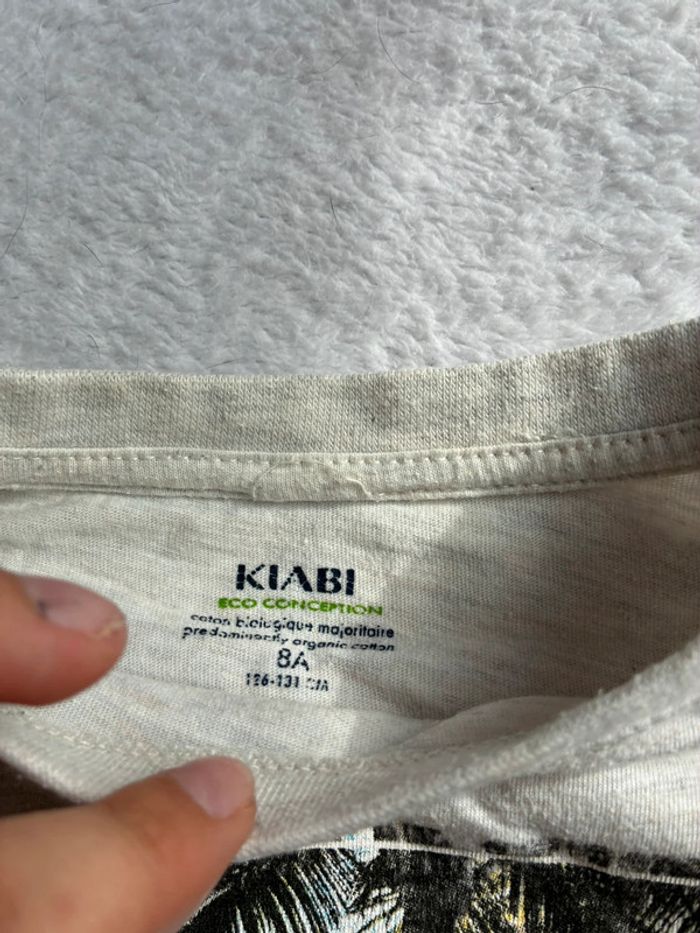 KIABI
ECO CONCEPTION
coton biologique majoritaire
predominantly organic cotton
8A
126-131 CM